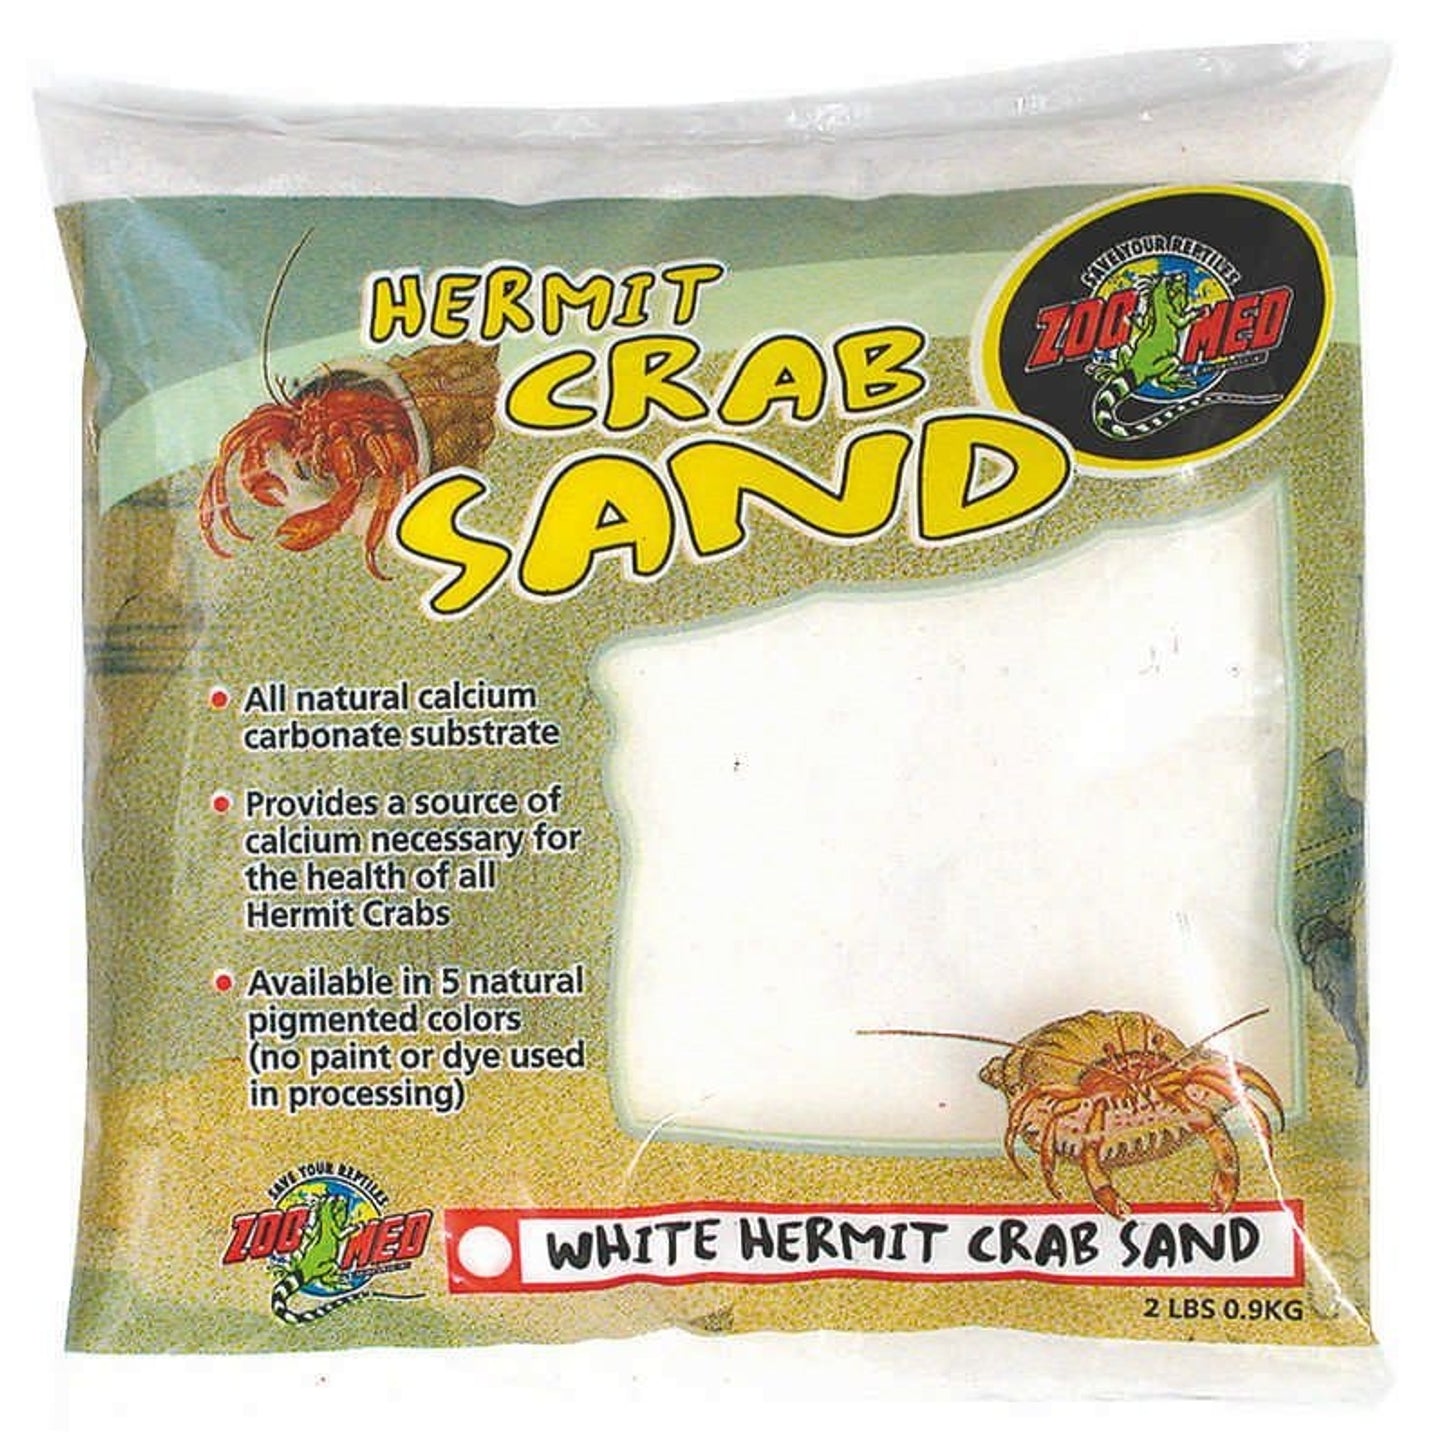 HERMIT
CRAB
SAND
SAVE YOUR REPTILES
ZOO MED
• All natural calcium
carbonate substrate
• Provides a source of
calcium necessary for
the health of all
Hermit Crabs
• Available in 5 natural
pigmented colors
(no paint or dye used
in processing)
SAVE YOUR REPTILES
ZOO MED
WHITE HERMIT CRAB SAND
2 LBS 0.9KG